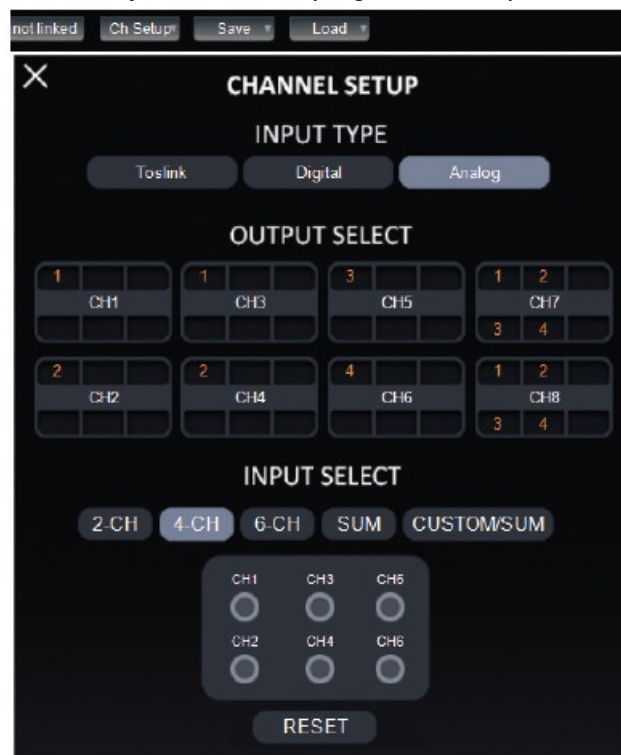 not linked Ch Setup Save Load
CHANNEL SETUP
INPUT TYPE
Toslink Digital Analog
OUTPUT SELECT
1 1 3 1 2
CH1 CH3 CH5 CH7
3 4
2 2 4 1 2
CH2 CH4 CH6 CH8
3 4
INPUT SELECT
2-CH 4-CH 6-CH SUM CUSTOM/SUM
CH1 CH3 CH5
CH2 CH4 CH6
RESET